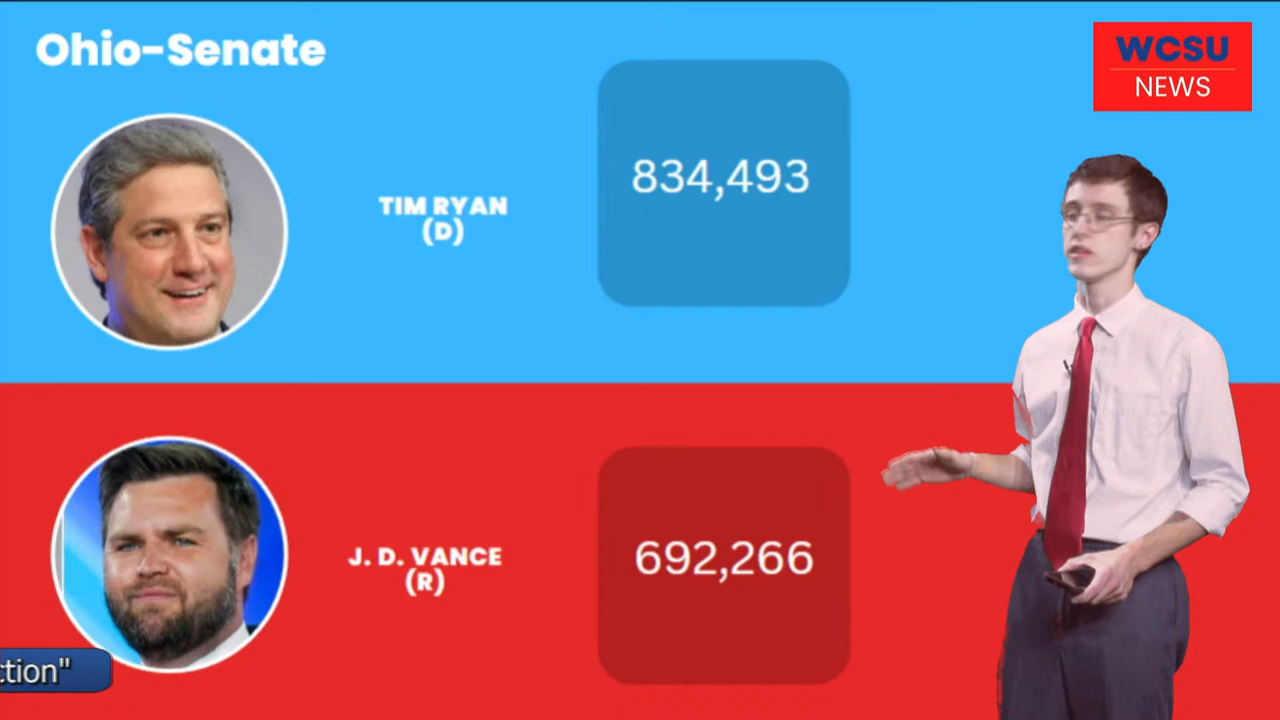 Ohio-Senate
WCSU
NEWS
834,493
TIM RYAN
(D)
J. D. VANCE
(R)
692,266
ction"